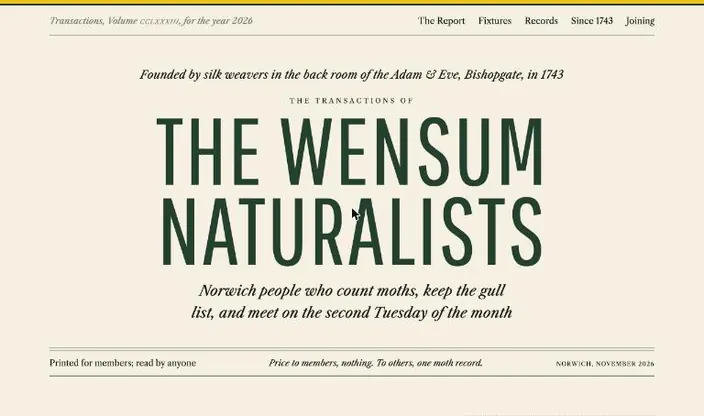 Transactions, Volume CCLXXXIII, for the year 2026
The Report Fixtures Records Since 1743 Joining
Founded by silk weavers in the back room of the Adam & Eve, Bishopgate, in 1743
THE TRANSACTIONS OF
THE WENSUM
NATURALISTS
Norwich people who count moths, keep the gull
list, and meet on the second Tuesday of the month
Printed for members; read by anyone
Price to members, nothing. To others, one moth record.
NORWICH, NOVEMBER 2026